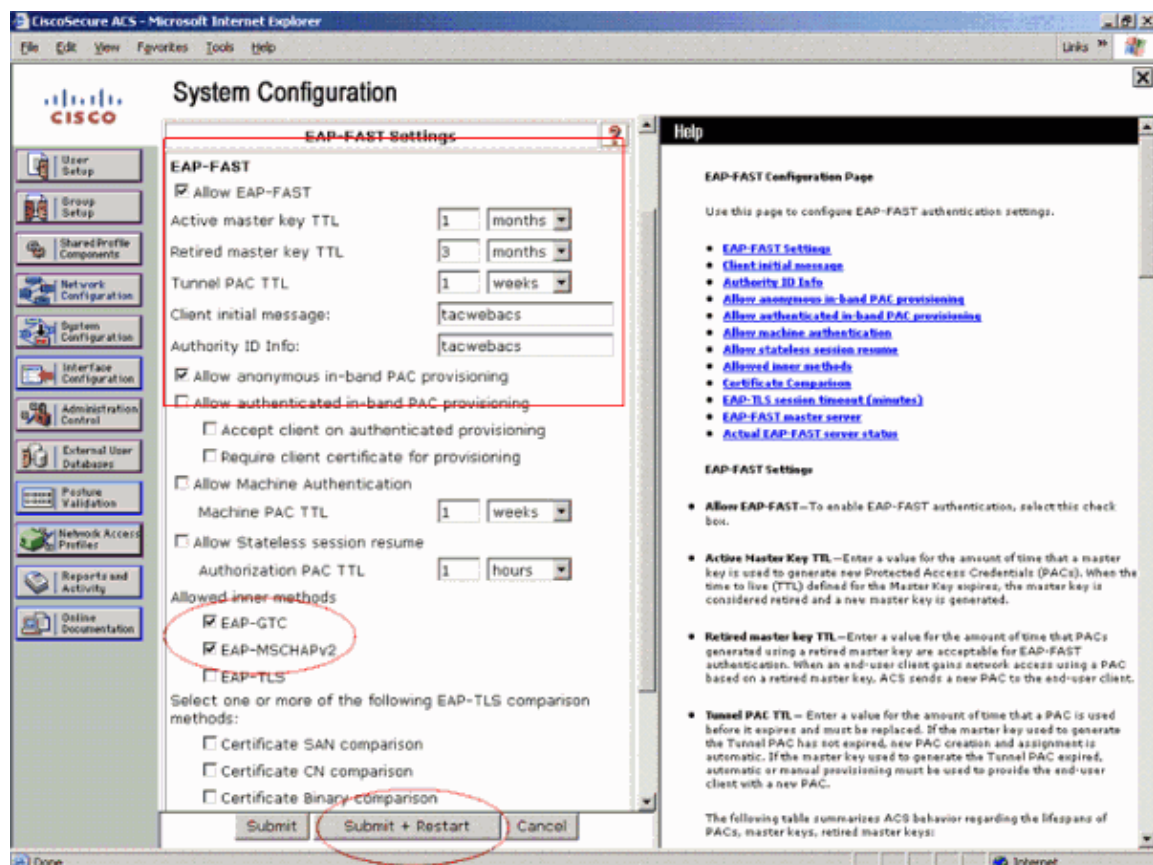 CiscoSecure ACS - Microsoft Internet Explorer
File Edit View Favorites Tools Help
Links »
CISCO
System Configuration
User Setup
Group Setup
Shared Profile Components
Network Configuration
System Configuration
Interface Configuration
Administration Control
External User Databases
Posture Validation
Network Access Profiles
Reports and Activity
Online Documentation
EAP-FAST Settings
?
EAP-FAST
Allow EAP-FAST
Active master key TTL 1 months
Retired master key TTL 3 months
Tunnel PAC TTL 1 weeks
Client initial message: tacwebacs
Authority ID Info: tacwebacs
Allow anonymous in-band PAC provisioning
Allow authenticated in-band PAC provisioning
Accept client on authenticated provisioning
Require client certificate for provisioning
Allow Machine Authentication
Machine PAC TTL 1 weeks
Allow Stateless session resume
Authorization PAC TTL 1 hours
Allowed inner methods
EAP-GTC
EAP-MSCHAPv2
EAP-TLS
Select one or more of the following EAP-TLS comparison
methods:
Certificate SAN comparison
Certificate CN comparison
Certificate Binary comparison
Submit Submit + Restart Cancel
Help
EAP-FAST Configuration Page
Use this page to configure EAP-FAST authentication settings.
• EAP-FAST Settings
• Client initial message
• Authority ID Info
• Allow anonymous in-band PAC provisioning
• Allow authenticated in-band PAC provisioning
• Allow machine authentication
• Allow stateless session resume
• Allowed inner methods
• Certificate Comparison
• EAP-TLS session timeout (minutes)
• EAP-FAST master server
• Actual EAP-FAST server status
EAP-FAST Settings
• Allow EAP-FAST—To enable EAP-FAST authentication, select this check
box.
• Active Master Key TTL—Enter a value for the amount of time that a master
key is used to generate new Protected Access Credentials (PACs). When the
time to live (TTL) defined for the Master Key expires, the master key is
considered retired and a new master key is generated.
• Retired master key TTL—Enter a value for the amount of time that PACs
generated using a retired master key are acceptable for EAP-FAST
authentication. When an end-user client gains network access using a PAC
based on a retired master key, ACS sends a new PAC to the end-user client.
• Tunnel PAC TTL— Enter a value for the amount of time that a PAC is used
before it expires and must be replaced. If the master key used to generate
the Tunnel PAC has not expired, new PAC creation and assignment is
automatic. If the master key used to generate the Tunnel PAC expired,
automatic or manual provisioning must be used to provide the end-user
client with a new PAC.
The following table summarizes ACS behavior regarding the lifespans of
PACs, master keys, retired master keys:
Done
Internet